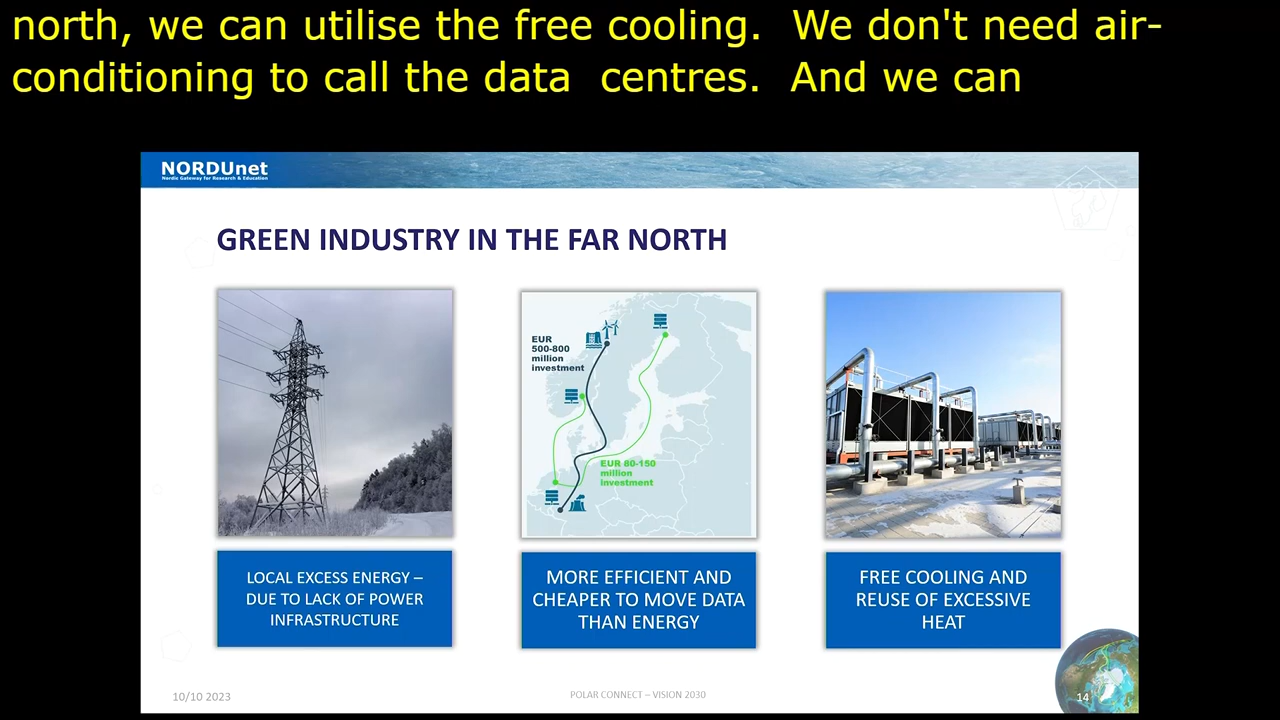 north, we can utilise the free cooling.  We don't need air-
conditioning to call the data  centres.  And we can
NORDUnet
Nordic Gateway for Research & Education
GREEN INDUSTRY IN THE FAR NORTH
EUR
500-800
million
investment
EUR 80-150
million
investment
LOCAL EXCESS ENERGY –
DUE TO LACK OF POWER
INFRASTRUCTURE
MORE EFFICIENT AND
CHEAPER TO MOVE DATA
THAN ENERGY
FREE COOLING AND
REUSE OF EXCESSIVE
HEAT
10/10 2023
POLAR CONNECT – VISION 2030
14